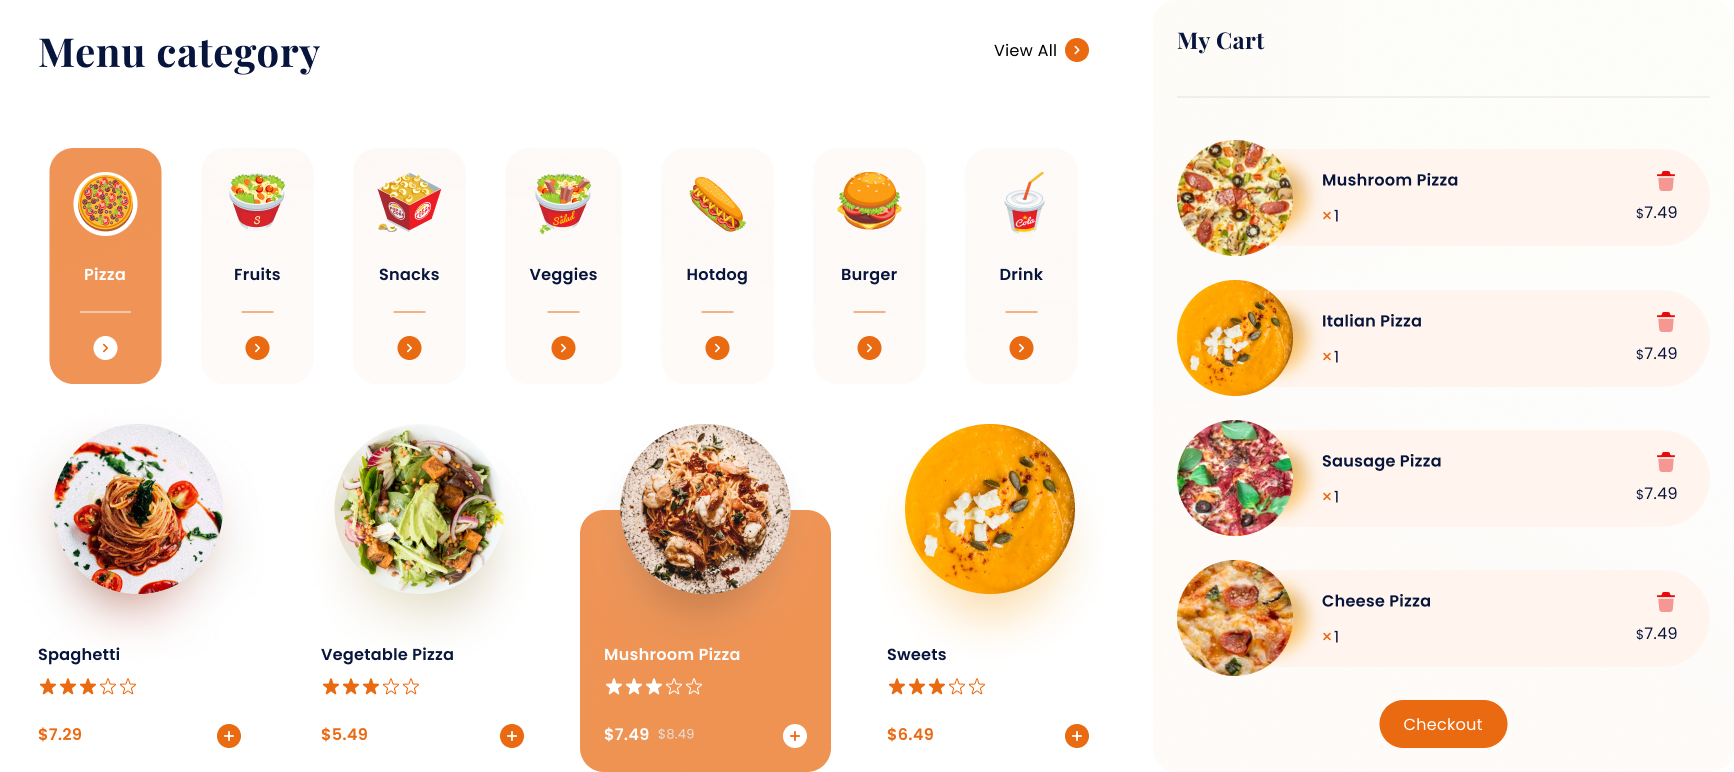 Menu category
View All
Pizza
Fruits
Snacks
Veggies
Hotdog
Burger
Drink
S
Salad
Cola
Spaghetti
$7.29
Vegetable Pizza
$5.49
Mushroom Pizza
$7.49 $8.49
Sweets
$6.49
My Cart
Mushroom Pizza
×1
$7.49
Italian Pizza
×1
$7.49
Sausage Pizza
×1
$7.49
Cheese Pizza
×1
$7.49
Checkout